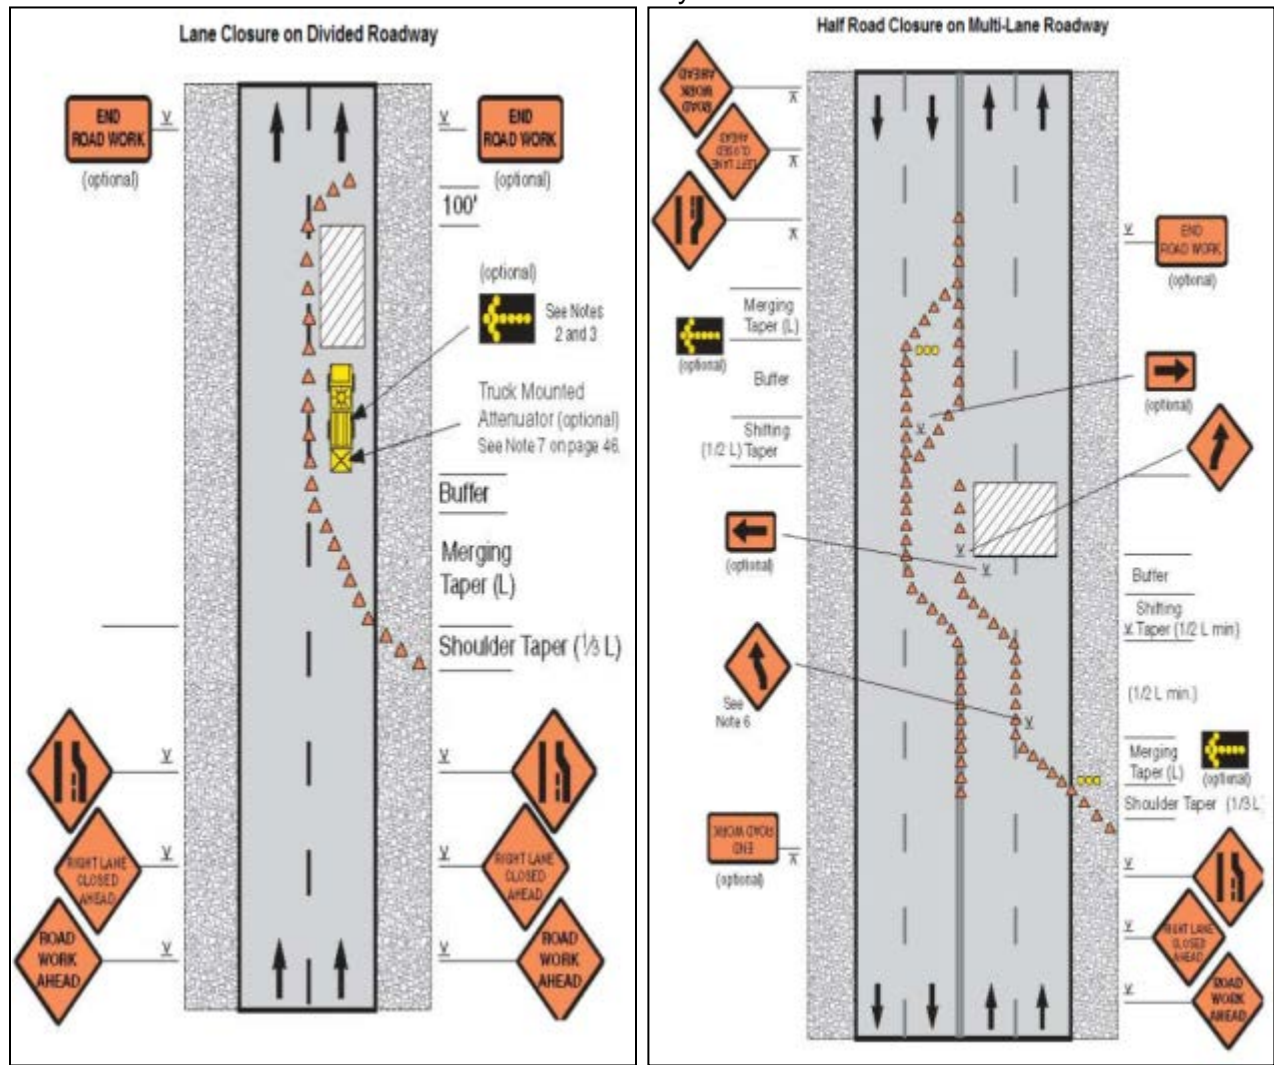 Lane Closure on Divided Roadway
END
ROAD WORK
(optional)
END
ROAD WORK
(optional)
100'
(optional)
See Notes
2 and 3
Truck Mounted
Attenuator (optional)
See Note 7 on page 46.
Buffer
Merging
Taper (L)
Shoulder Taper (⅓ L)
RIGHT LANE
CLOSED
AHEAD
ROAD
WORK
AHEAD
RIGHT LANE
CLOSED
AHEAD
ROAD
WORK
AHEAD
Half Road Closure on Multi-Lane Roadway
ROAD
WORK
AHEAD
LEFT LANE
CLOSED
AHEAD
Merging
Taper (L)
(optional)
Buffer
Shifting
(1/2 L) Taper
END
ROAD WORK
(optional)
(optional)
(optional)
Buffer
Shifting
Taper (1/2 L min)
See
Note 6
(1/2 L min.)
Merging
Taper (L)
(optional)
Shoulder Taper (1/3 L
END
ROAD WORK
(optional)
RIGHT LANE
CLOSED
AHEAD
ROAD
WORK
AHEAD